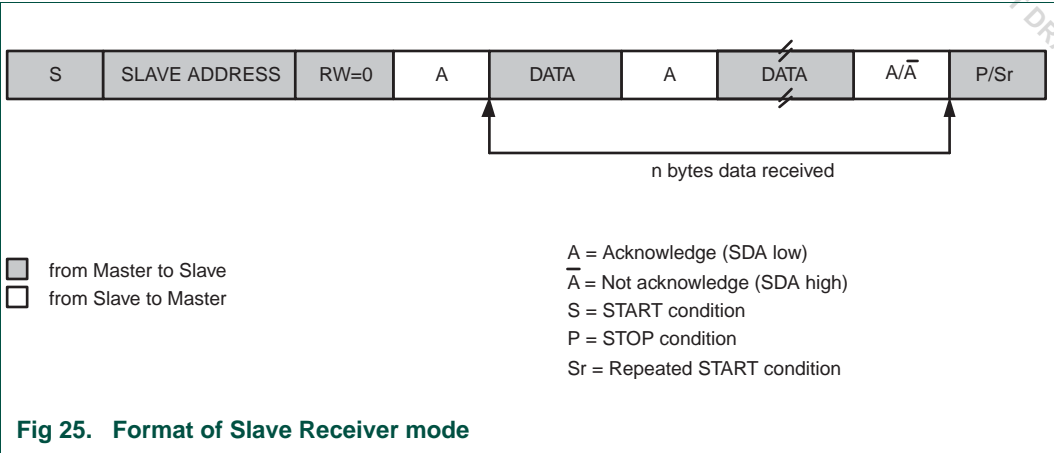 S SLAVE ADDRESS RW=0 A DATA A DATA A/A̅ P/Sr
n bytes data received
from Master to Slave
from Slave to Master
A = Acknowledge (SDA low)
A̅ = Not acknowledge (SDA high)
S = START condition
P = STOP condition
Sr = Repeated START condition
Fig 25. Format of Slave Receiver mode